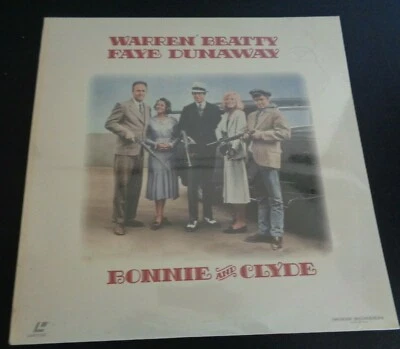 WARREN BEATTY
FAYE DUNAWAY
BONNIE AND CLYDE